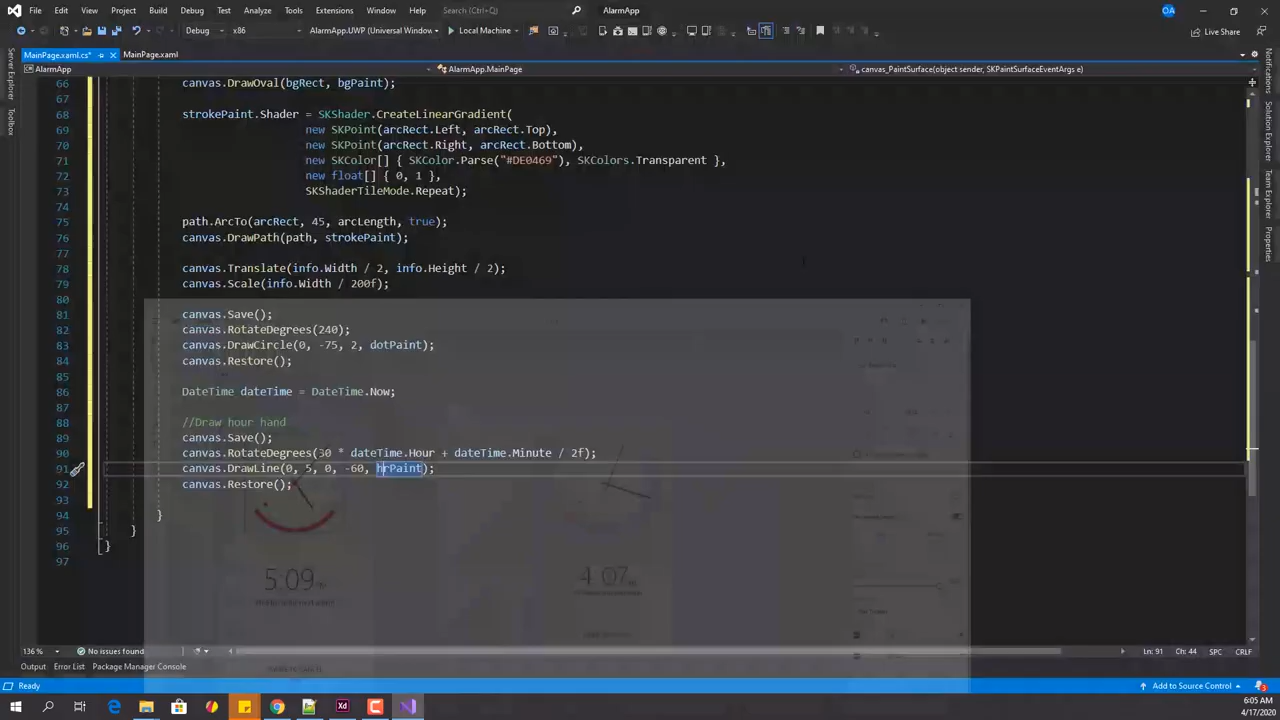 File Edit View Project Build Debug Test Analyze Tools Extensions Window Help Search (Ctrl+Q) AlarmApp OA
Debug x86 AlarmApp.UWP (Universal Window Local Machine Live Share
MainPage.xaml.cs* MainPage.xaml
AlarmApp AlarmApp.MainPage canvas_PaintSurface(object sender, SKPaintSurfaceEventArgs e)
Server Explorer
Toolbox
Notifications
Solution Explorer
Team Explorer
Properties
66 canvas.DrawOval(bgRect, bgPaint);
67
68 strokePaint.Shader = SKShader.CreateLinearGradient(
69 new SKPoint(arcRect.Left, arcRect.Top),
70 new SKPoint(arcRect.Right, arcRect.Bottom),
71 new SKColor[] { SKColor.Parse("#DE0469"), SKColors.Transparent },
72 new float[] { 0, 1 },
73 SKShaderTileMode.Repeat);
74
75 path.ArcTo(arcRect, 45, arcLength, true);
76 canvas.DrawPath(path, strokePaint);
77
78 canvas.Translate(info.Width / 2, info.Height / 2);
79 canvas.Scale(info.Width / 200f);
80
81 canvas.Save();
82 canvas.RotateDegrees(240);
83 canvas.DrawCircle(0, -75, 2, dotPaint);
84 canvas.Restore();
85
86 DateTime dateTime = DateTime.Now;
87
88 //Draw hour hand
89 canvas.Save();
90 canvas.RotateDegrees(30 * dateTime.Hour + dateTime.Minute / 2f);
91 canvas.DrawLine(0, 5, 0, -60, hrPaint);
92 canvas.Restore();
93
94 }
95 }
96 }
97
5:09
4:07
136 % No issues found Ln: 91 Ch: 44 SPC CRLF
Output Error List Package Manager Console
Ready Add to Source Control 3
Xd
6:05 AM
4/17/2020